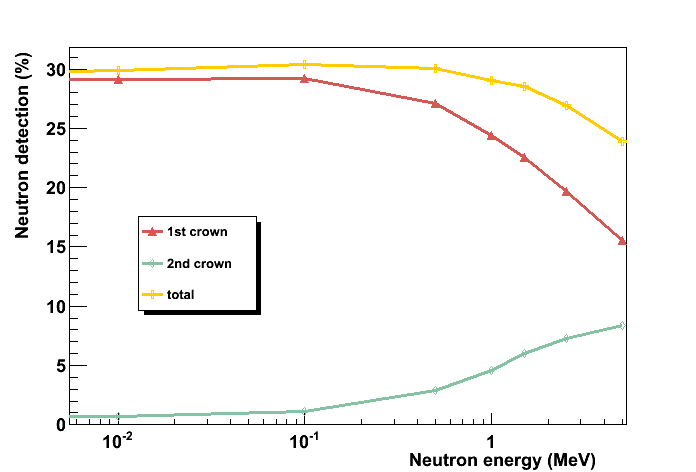 Neutron detection (%)
30
25
20
15
10
5
0
1st crown
2nd crown
total
10⁻² 10⁻¹ 1
Neutron energy (MeV)